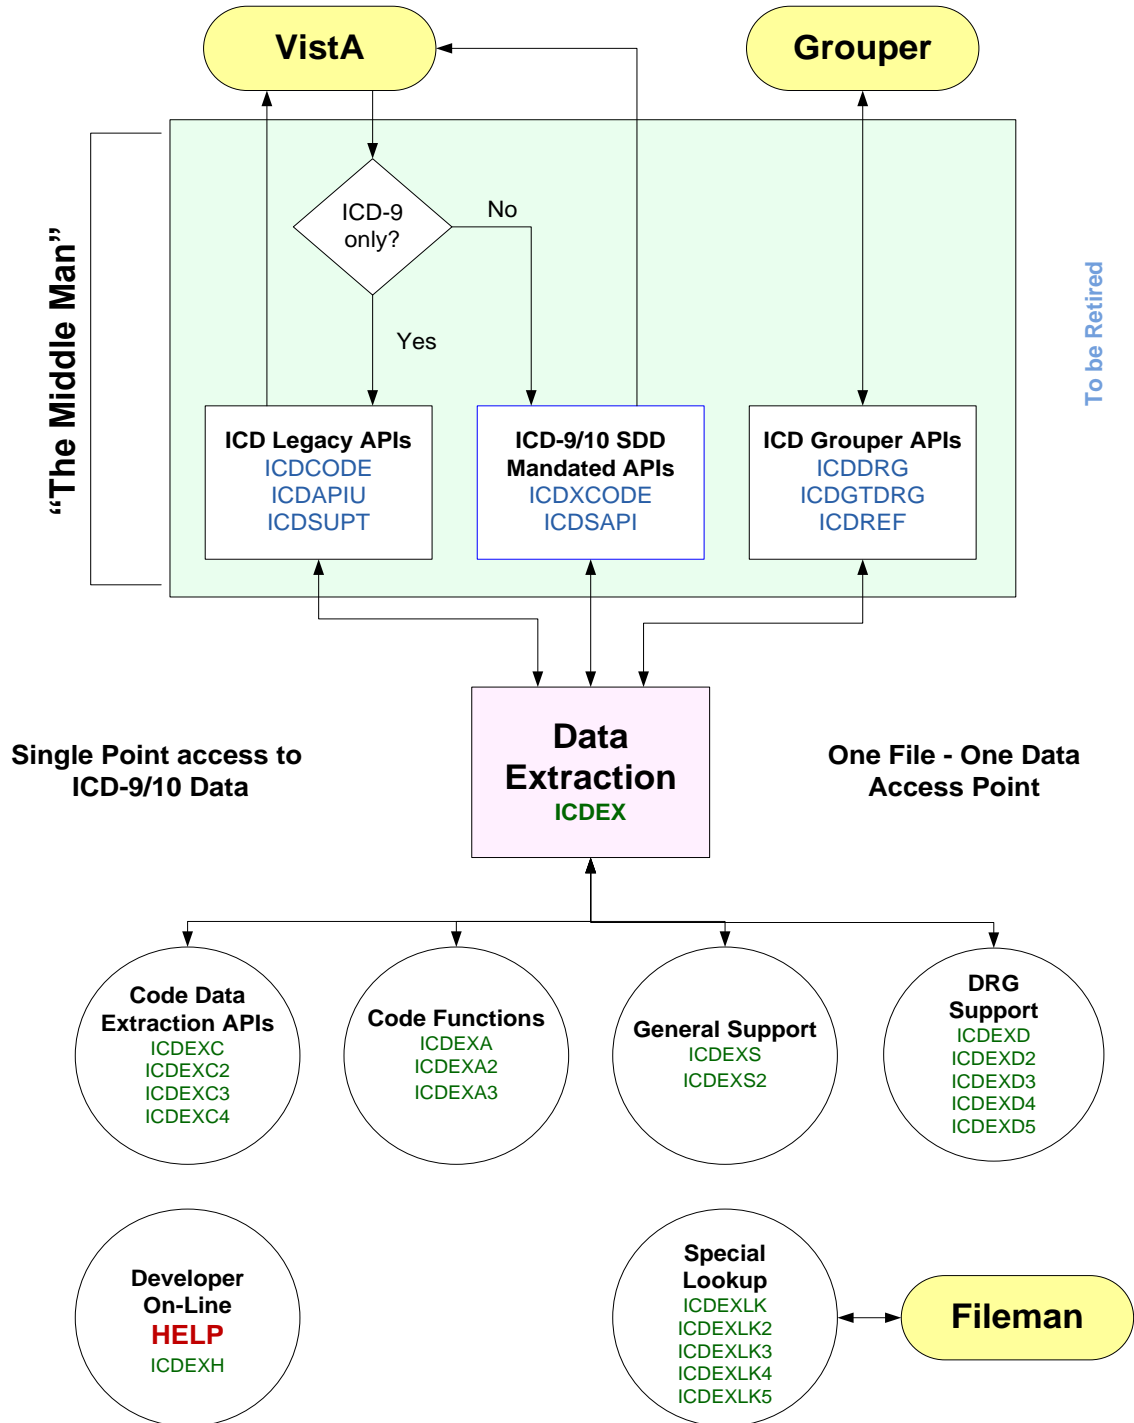 VistA
Grouper
ICD-9
only?
No
Yes
“The Middle Man”
To be Retired
ICD Legacy APIs
ICDCODE
ICDAPIU
ICDSUPT
ICD-9/10 SDD
Mandated APIs
ICDXCODE
ICDSAPI
ICD Grouper APIs
ICDDRG
ICDGTDRG
ICDREF
Single Point access to
ICD-9/10 Data
Data
Extraction
ICDEX
One File - One Data
Access Point
Code Data
Extraction APIs
ICDEXC
ICDEXC2
ICDEXC3
ICDEXC4
Code Functions
ICDEXA
ICDEXA2
ICDEXA3
General Support
ICDEXS
ICDEXS2
DRG
Support
ICDEXD
ICDEXD2
ICDEXD3
ICDEXD4
ICDEXD5
Developer
On-Line
HELP
ICDEXH
Special
Lookup
ICDEXLK
ICDEXLK2
ICDEXLK3
ICDEXLK4
ICDEXLK5
Fileman